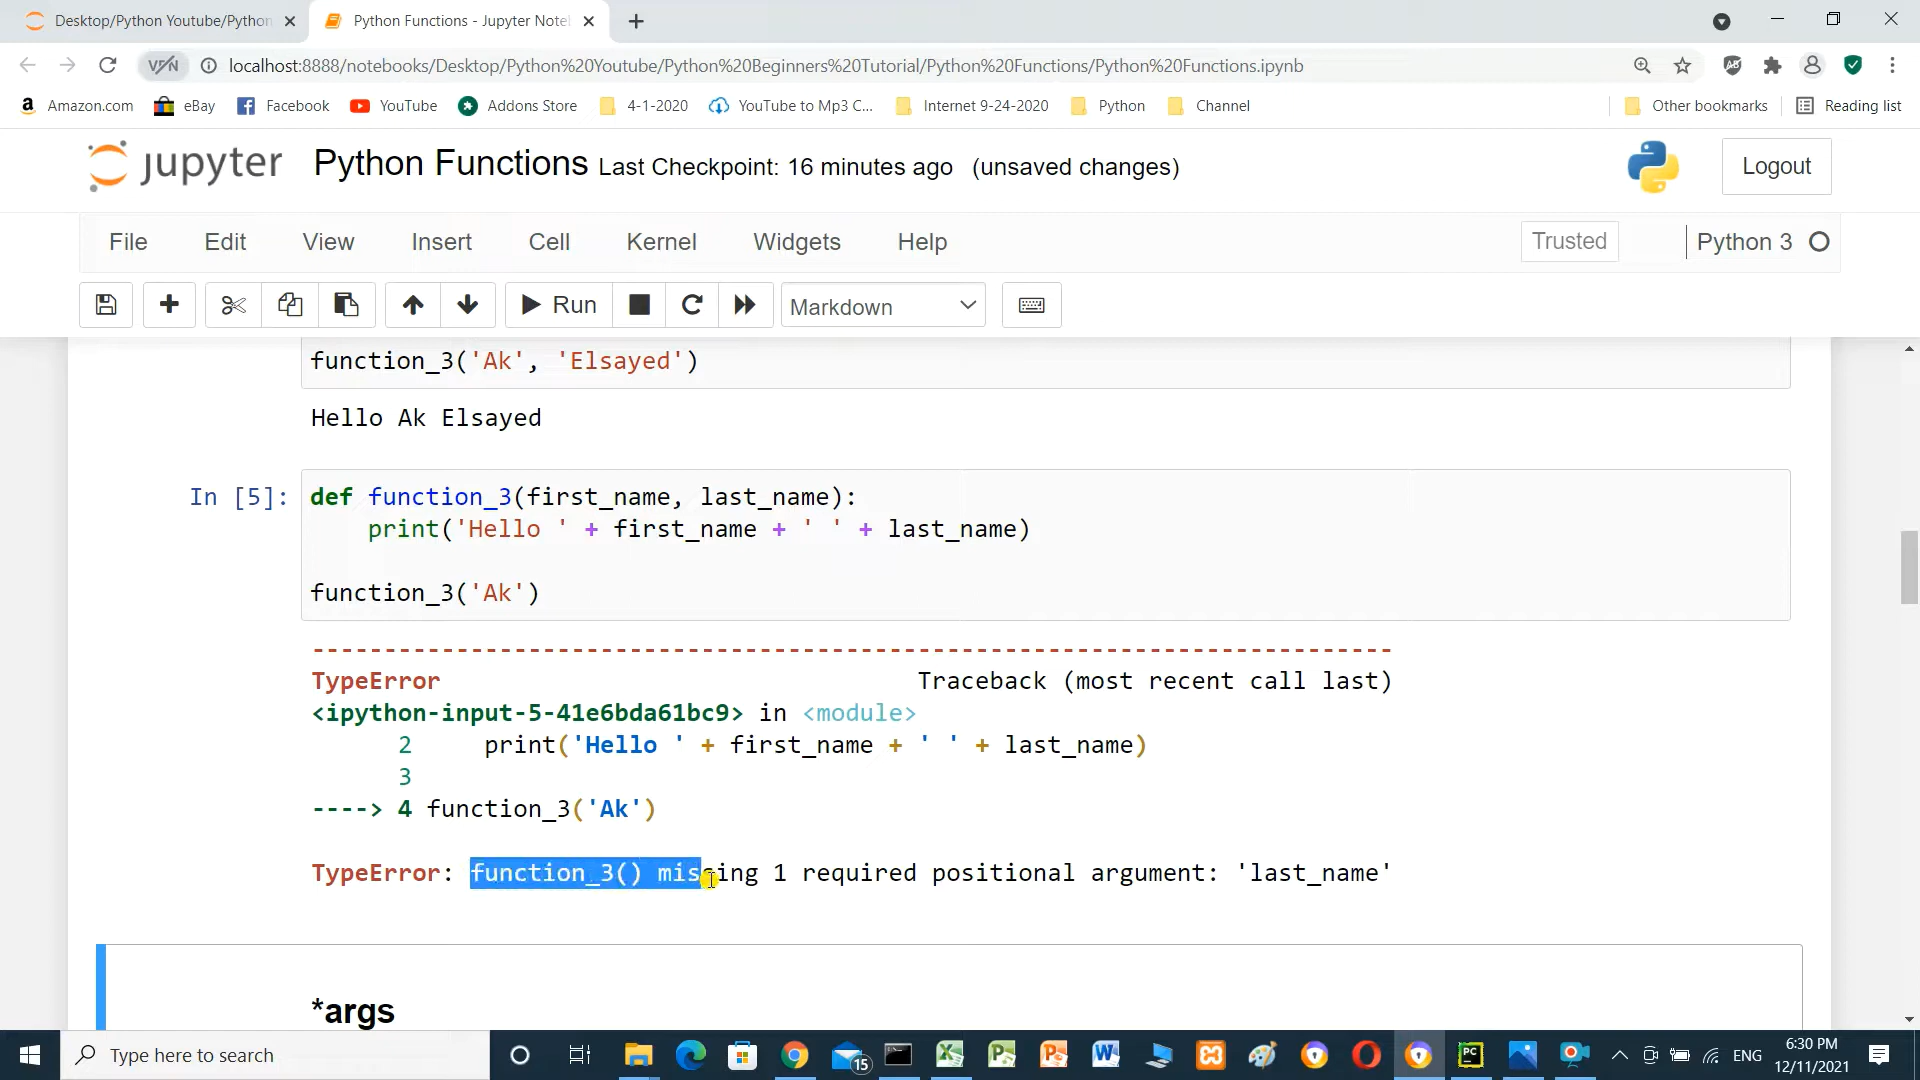 Desktop/Python Youtube/Python
Python Functions - Jupyter Note
VPN
localhost:8888/notebooks/Desktop/Python%20Youtube/Python%20Beginners%20Tutorial/Python%20Functions/Python%20Functions.ipynb
Amazon.com
eBay
Facebook
YouTube
Addons Store
4-1-2020
YouTube to Mp3 C...
Internet 9-24-2020
Python
Channel
Other bookmarks
Reading list
jupyter
Python Functions Last Checkpoint: 16 minutes ago (unsaved changes)
Logout
File
Edit
View
Insert
Cell
Kernel
Widgets
Help
Trusted
Python 3
Run
Markdown
function_3('Ak', 'Elsayed')
Hello Ak Elsayed
In [5]:
def function_3(first_name, last_name):
    print('Hello ' + first_name + ' ' + last_name)
function_3('Ak')
---------------------------------------------------------------------------
TypeError                                 Traceback (most recent call last)
<ipython-input-5-41e6bda61bc9> in <module>
      2     print('Hello ' + first_name + ' ' + last_name)
      3
----> 4 function_3('Ak')
TypeError: function_3() missing 1 required positional argument: 'last_name'
*args
Type here to search
15
PC
ENG
6:30 PM
12/11/2021